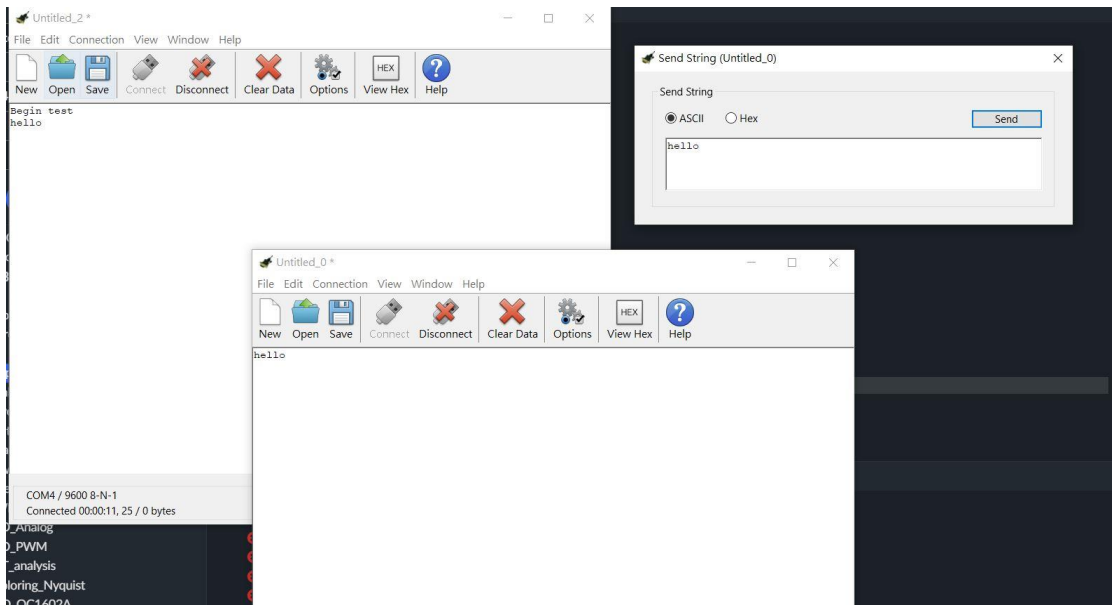 Untitled_2 *
File Edit Connection View Window Help
HEX
New Open Save Connect Disconnect Clear Data Options View Hex Help
Begin test
hello
COM4 / 9600 8-N-1
Connected 00:00:11, 25 / 0 bytes
Send String (Untitled_0)
Send String
ASCII Hex Send
hello
Untitled_0 *
File Edit Connection View Window Help
HEX
New Open Save Connect Disconnect Clear Data Options View Hex Help
hello
_Analog
_PWM
_analysis
loring_Nyquist